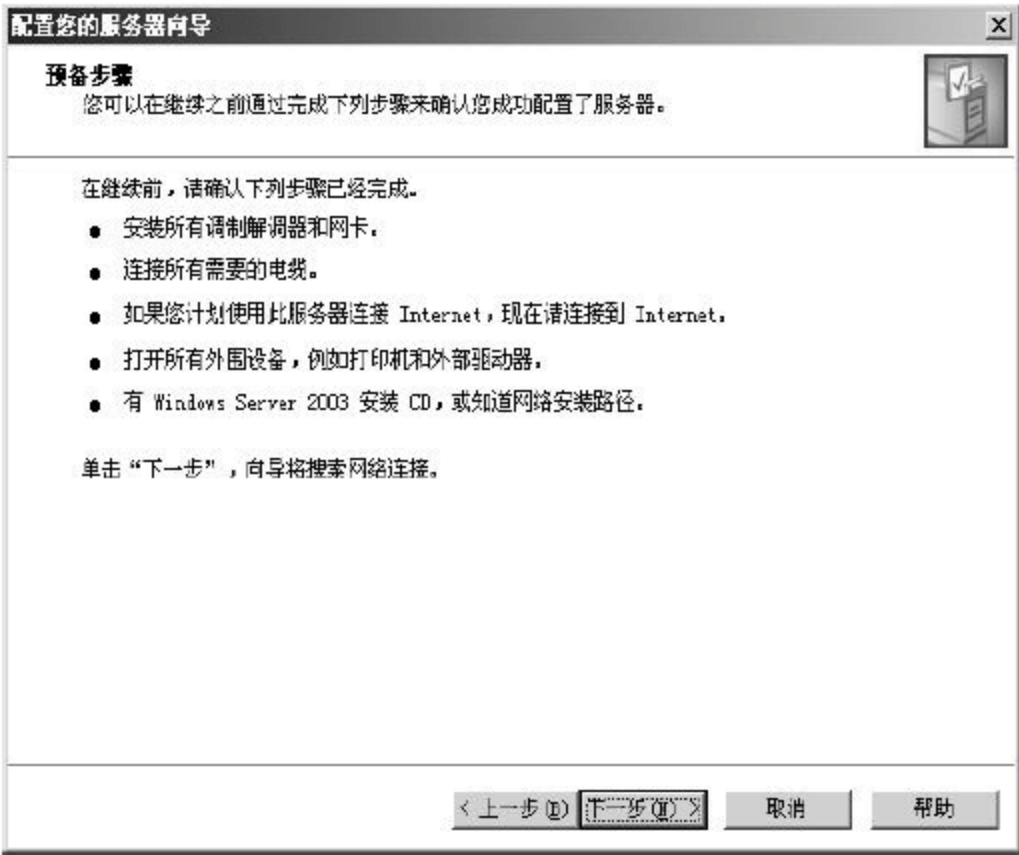 配置您的服务器向导
预备步骤
您可以在继续之前通过完成下列步骤来确认您成功配置了服务器。
在继续前，请确认下列步骤已经完成。
● 安装所有调制解调器和网卡。
● 连接所有需要的电缆。
● 如果您计划使用此服务器连接 Internet，现在请连接到 Internet。
● 打开所有外围设备，例如打印机和外部驱动器。
● 有 Windows Server 2003 安装 CD，或知道网络安装路径。
单击“下一步”，向导将搜索网络连接。
< 上一步(B) 下一步(N) > 取消 帮助